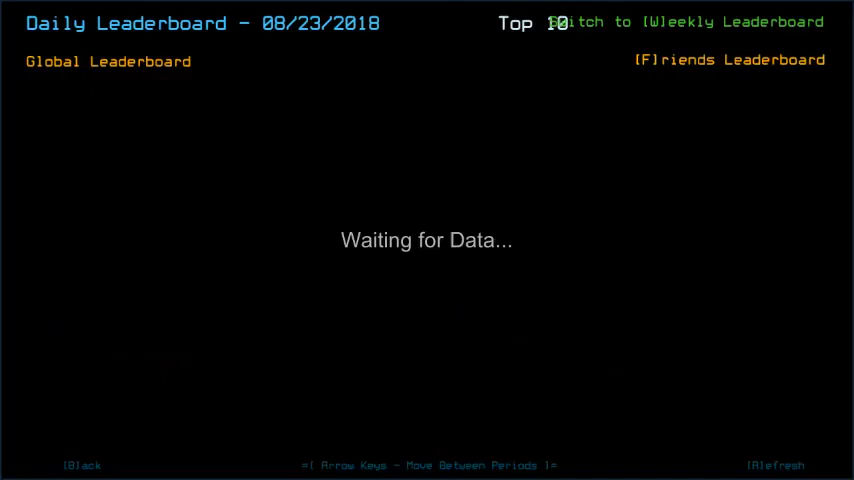 Daily Leaderboard - 08/23/2018
Top 10
Switch to [W]eekly Leaderboard
Global Leaderboard
[F]riends Leaderboard
Waiting for Data...
[B]ack
=[ Arrow Keys - Move Between Periods ]=
[R]efresh